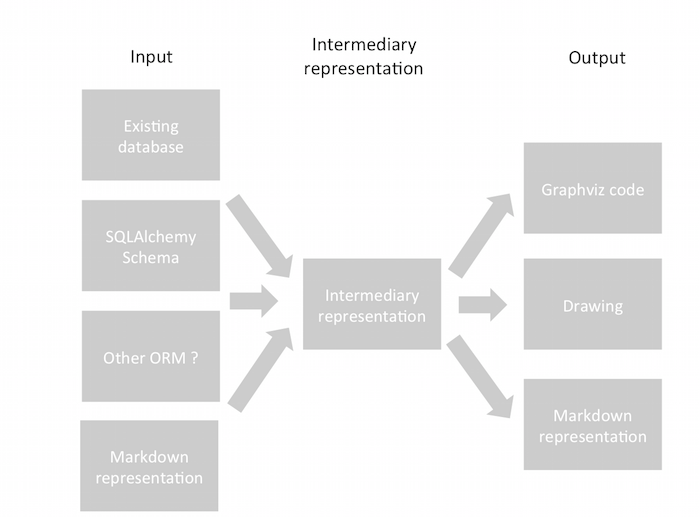 Input
Intermediary
representation
Output
Existing
database
SQLAlchemy
Schema
Other ORM ?
Markdown
representation
Intermediary
representation
Graphviz code
Drawing
Markdown
representation